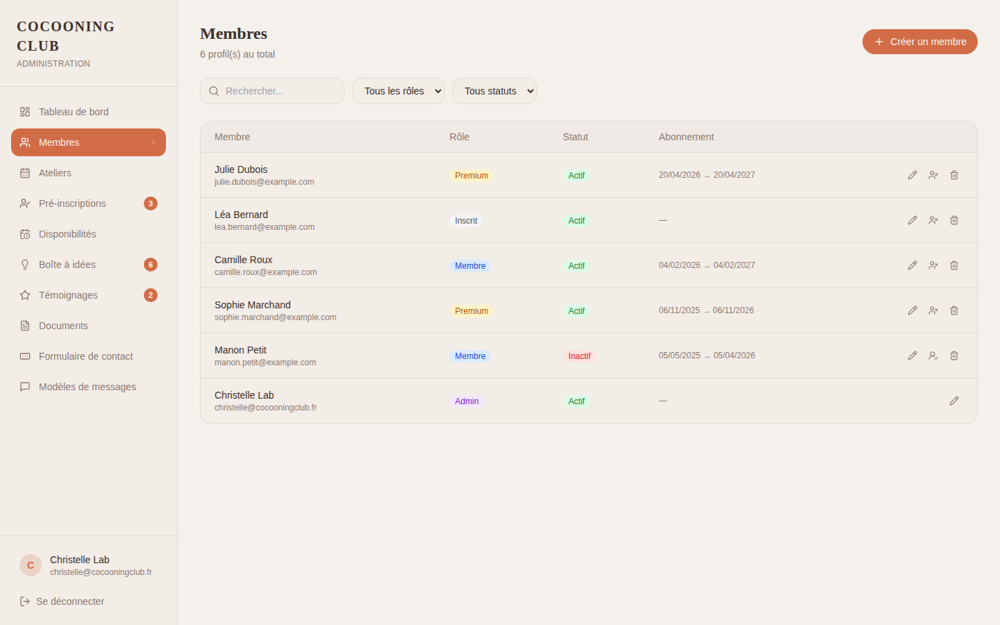 COCOONING
CLUB
ADMINISTRATION
Tableau de bord
Membres
Ateliers
Pré-inscriptions 3
Disponibilités
Boîte à idées 6
Témoignages 2
Documents
Formulaire de contact
Modèles de messages
C
Christelle Lab
christelle@cocooningclub.fr
Se déconnecter
Membres
6 profil(s) au total
Créer un membre
Rechercher...
Tous les rôles
Tous statuts
Membre Rôle Statut Abonnement
Julie Dubois
julie.dubois@example.com
Premium Actif 20/04/2026 → 20/04/2027
Léa Bernard
lea.bernard@example.com
Inscrit Actif —
Camille Roux
camille.roux@example.com
Membre Actif 04/02/2026 → 04/02/2027
Sophie Marchand
sophie.marchand@example.com
Premium Actif 06/11/2025 → 06/11/2026
Manon Petit
manon.petit@example.com
Membre Inactif 05/05/2025 → 05/04/2026
Christelle Lab
christelle@cocooningclub.fr
Admin Actif —